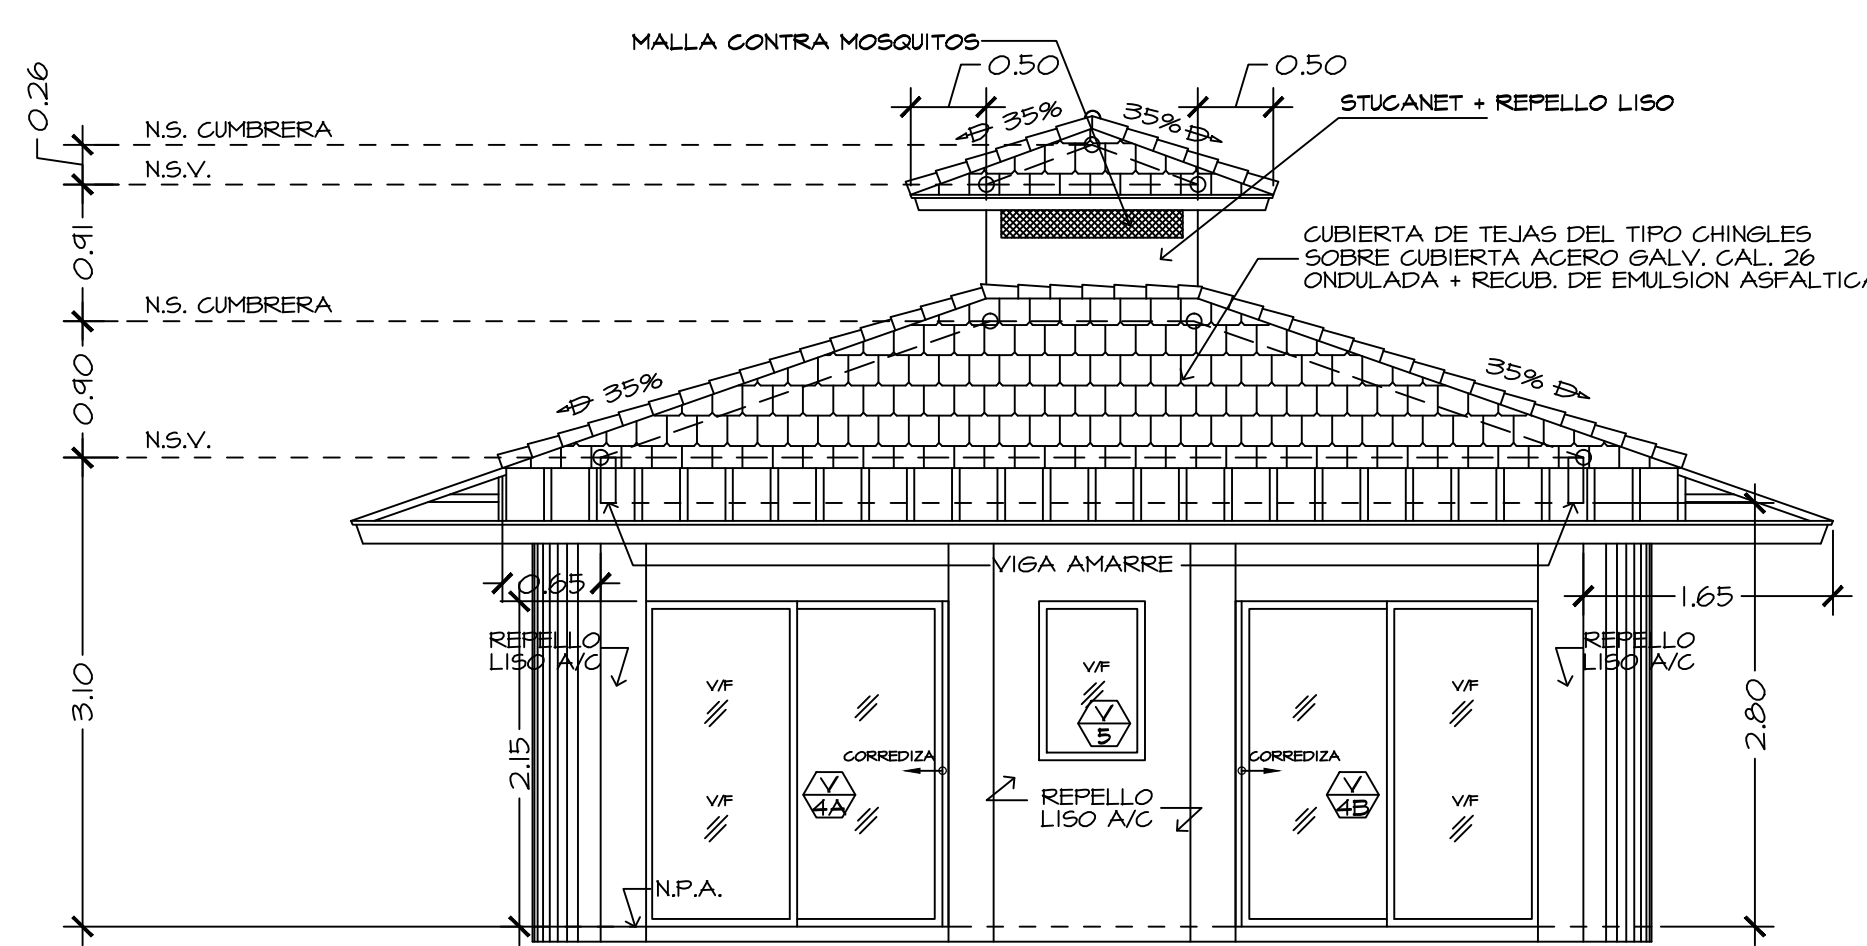 MALLA CONTRA MOSQUITOS
0.50
0.50
0.26
STUCANET + REPELLO LISO
35%
35%
N.S. CUMBRERA
N.S.V.
0.91
CUBIERTA DE TEJAS DEL TIPO CHINGLES
SOBRE CUBIERTA ACERO GALV. CAL. 26
ONDULADA + RECUB. DE EMULSION ASFALTICA
N.S. CUMBRERA
0.90
35%
35%
N.S.V.
VIGA AMARRE
0.65
1.65
REPELLO
LISO A/C
REPELLO
LISO A/C
3.10
V/F
V/F
V/F
V
5
2.80
2.15
CORREDIZA
CORREDIZA
V
4A
V
4B
V/F
V/F
REPELLO
LISO A/C
N.P.A.